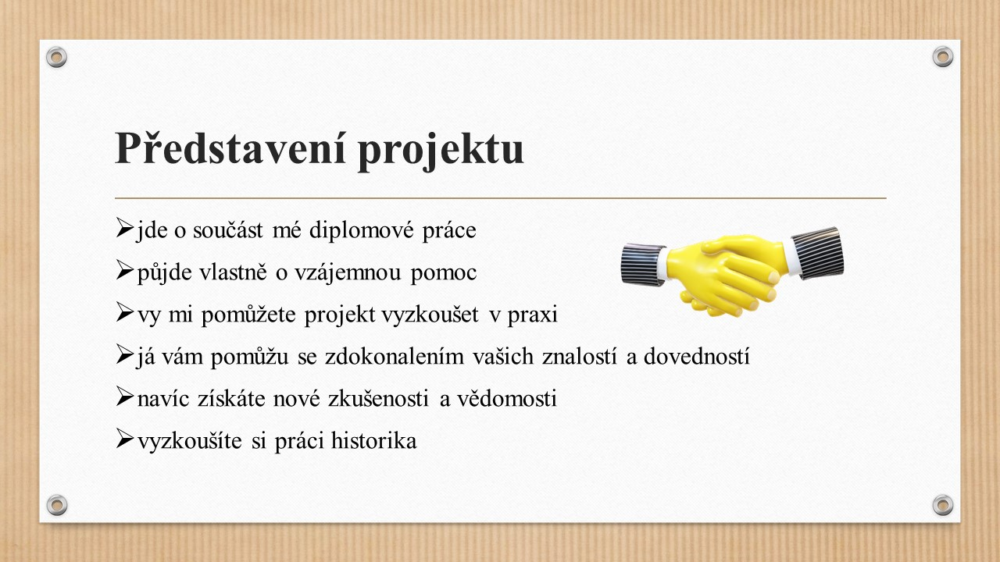 Představení projektu
➢jde o součást mé diplomové práce
➢půjde vlastně o vzájemnou pomoc
➢vy mi pomůžete projekt vyzkoušet v praxi
➢já vám pomůžu se zdokonalením vašich znalostí a dovedností
➢navíc získáte nové zkušenosti a vědomosti
➢vyzkoušíte si práci historika